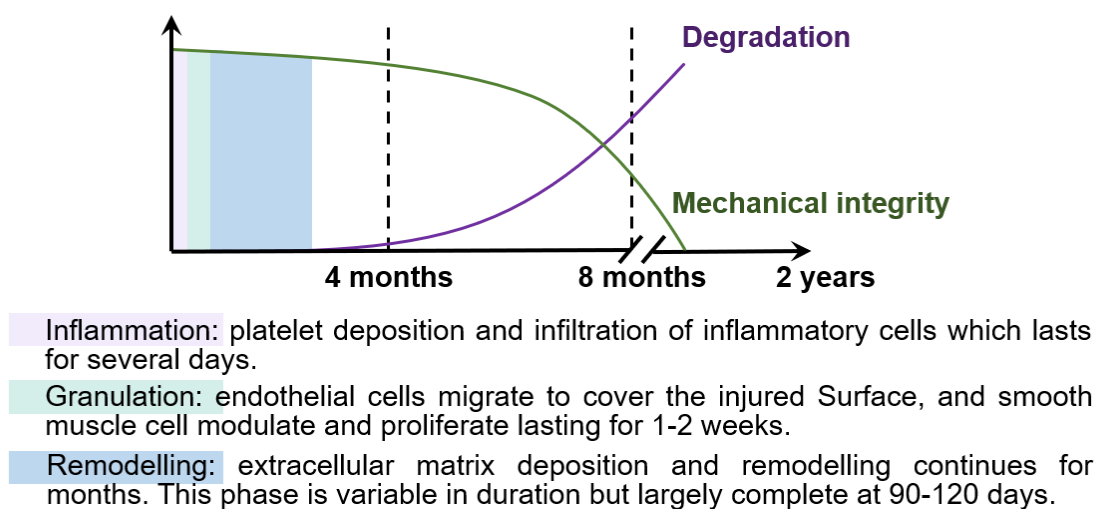 Degradation
Mechanical integrity
4 months
8 months
2 years
Inflammation: platelet deposition and infiltration of inflammatory cells which lasts
for several days.
Granulation: endothelial cells migrate to cover the injured Surface, and smooth
muscle cell modulate and proliferate lasting for 1-2 weeks.
Remodelling: extracellular matrix deposition and remodelling continues for
months. This phase is variable in duration but largely complete at 90-120 days.